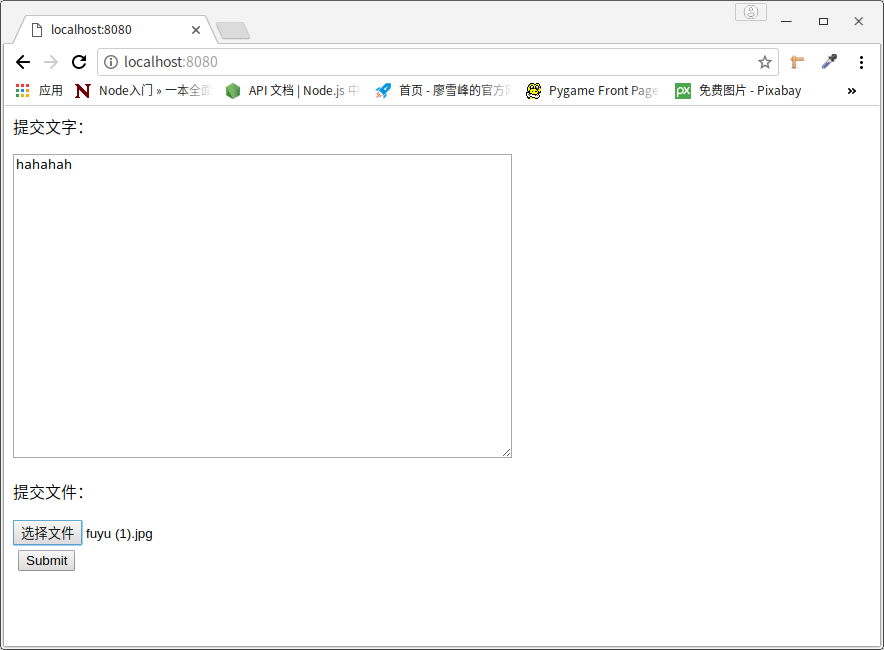 localhost:8080
localhost:8080
应用 Node入门 » 一本全面 API 文档 | Node.js 中 首页 - 廖雪峰的官方 Pygame Front Page 免费图片 - Pixabay »
提交文字：
hahahah
提交文件：
选择文件 fuyu (1).jpg
Submit